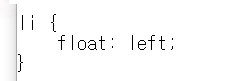 li {
    float: left;
}